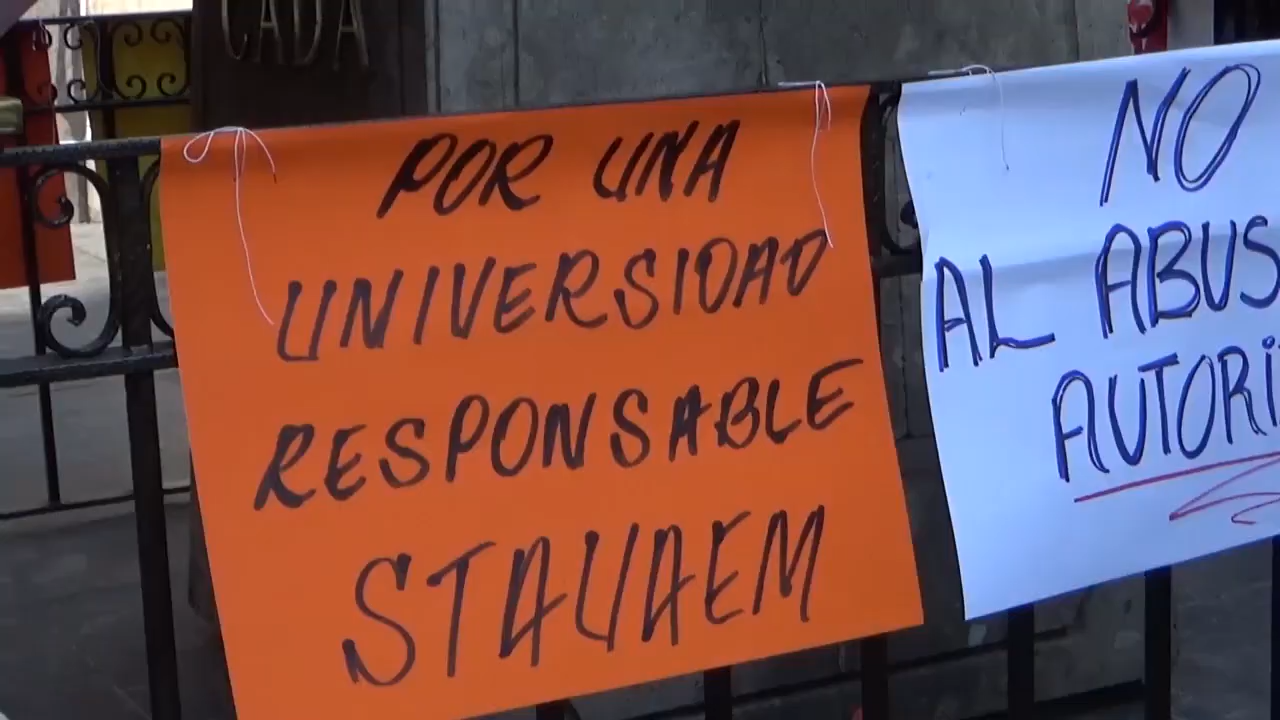 CADA
POR UNA
UNIVERSIDAD
RESPONSABLE
STAUAEM
NO
AL ABUS
AUTORI